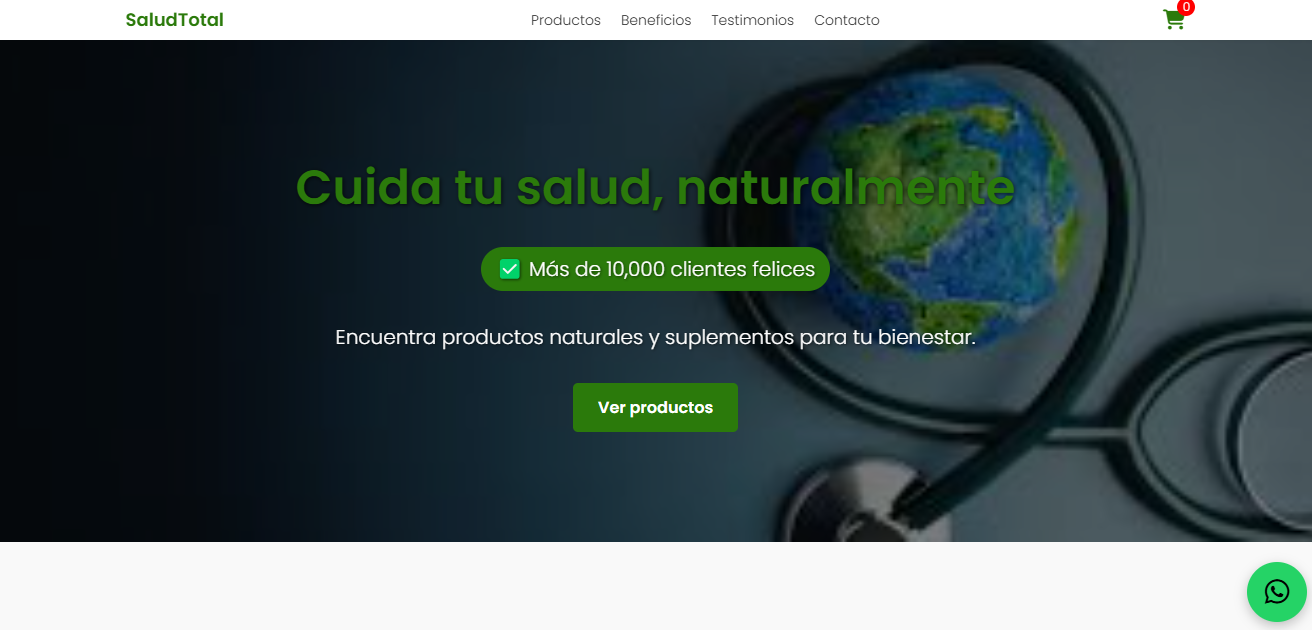 SaludTotal
Productos Beneficios Testimonios Contacto
0
Cuida tu salud, naturalmente
✅ Más de 10,000 clientes felices
Encuentra productos naturales y suplementos para tu bienestar.
Ver productos